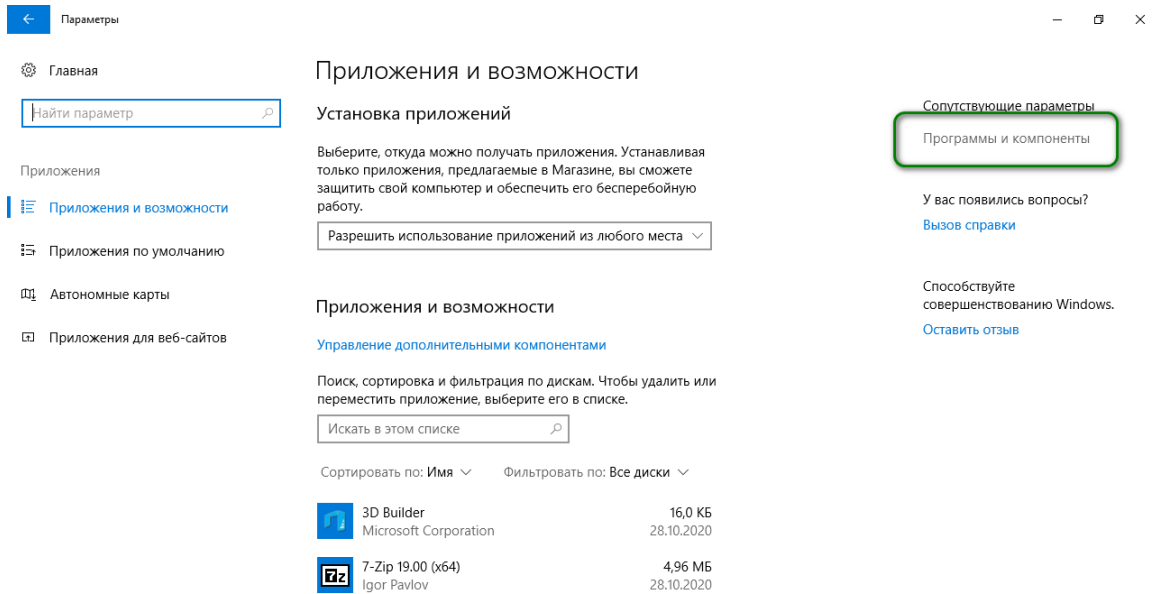 Параметры
Главная
Найти параметр
Приложения
Приложения и возможности
Приложения по умолчанию
Автономные карты
Приложения для веб-сайтов
Приложения и возможности
Установка приложений
Выберите, откуда можно получать приложения. Устанавливая
только приложения, предлагаемые в Магазине, вы сможете
защитить свой компьютер и обеспечить его бесперебойную
работу.
Разрешить использование приложений из любого места
Приложения и возможности
Управление дополнительными компонентами
Поиск, сортировка и фильтрация по дискам. Чтобы удалить или
переместить приложение, выберите его в списке.
Искать в этом списке
Сортировать по: Имя Фильтровать по: Все диски
3D Builder 16,0 КБ
Microsoft Corporation 28.10.2020
7z
7-Zip 19.00 (x64) 4,96 МБ
Igor Pavlov 28.10.2020
Сопутствующие параметры
Программы и компоненты
У вас появились вопросы?
Вызов справки
Способствуйте
совершенствованию Windows.
Оставить отзыв